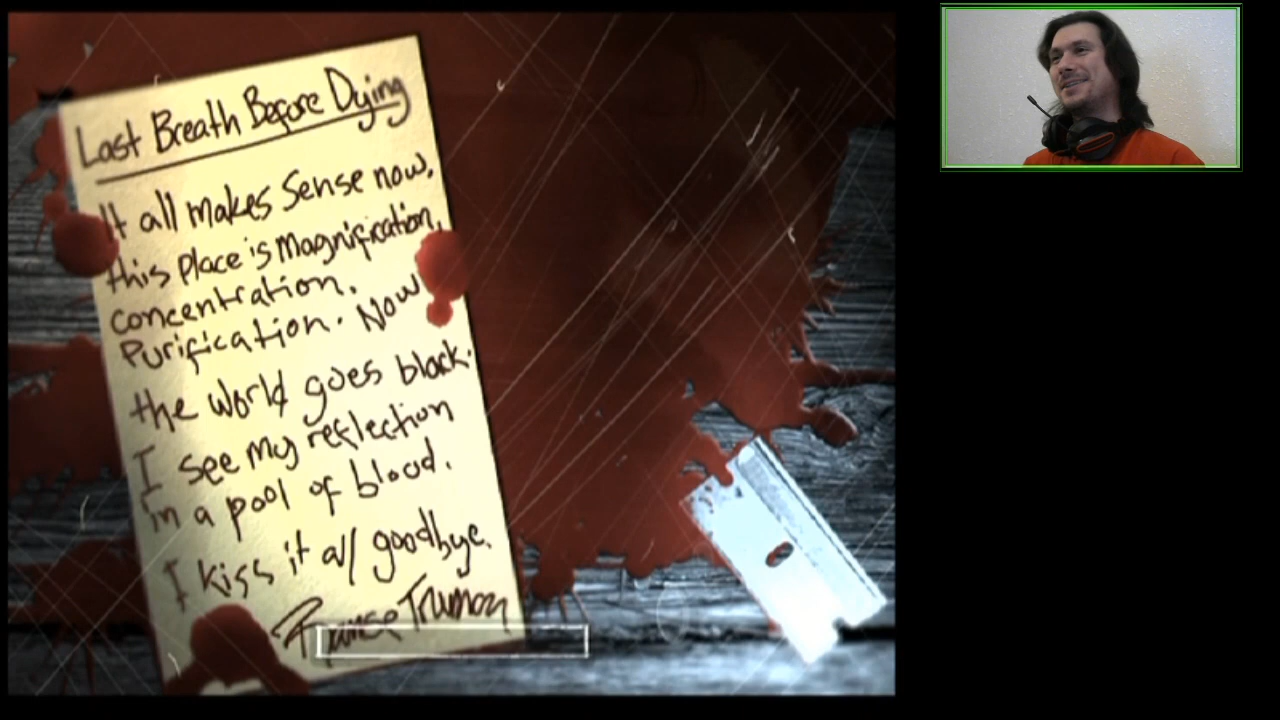 Last Breath Before Dying
It all makes sense now,
this place is magnification,
concentration.
Purification. Now
the world goes black.
I see my reflection
in a pool of blood.
I kiss it all goodbye.